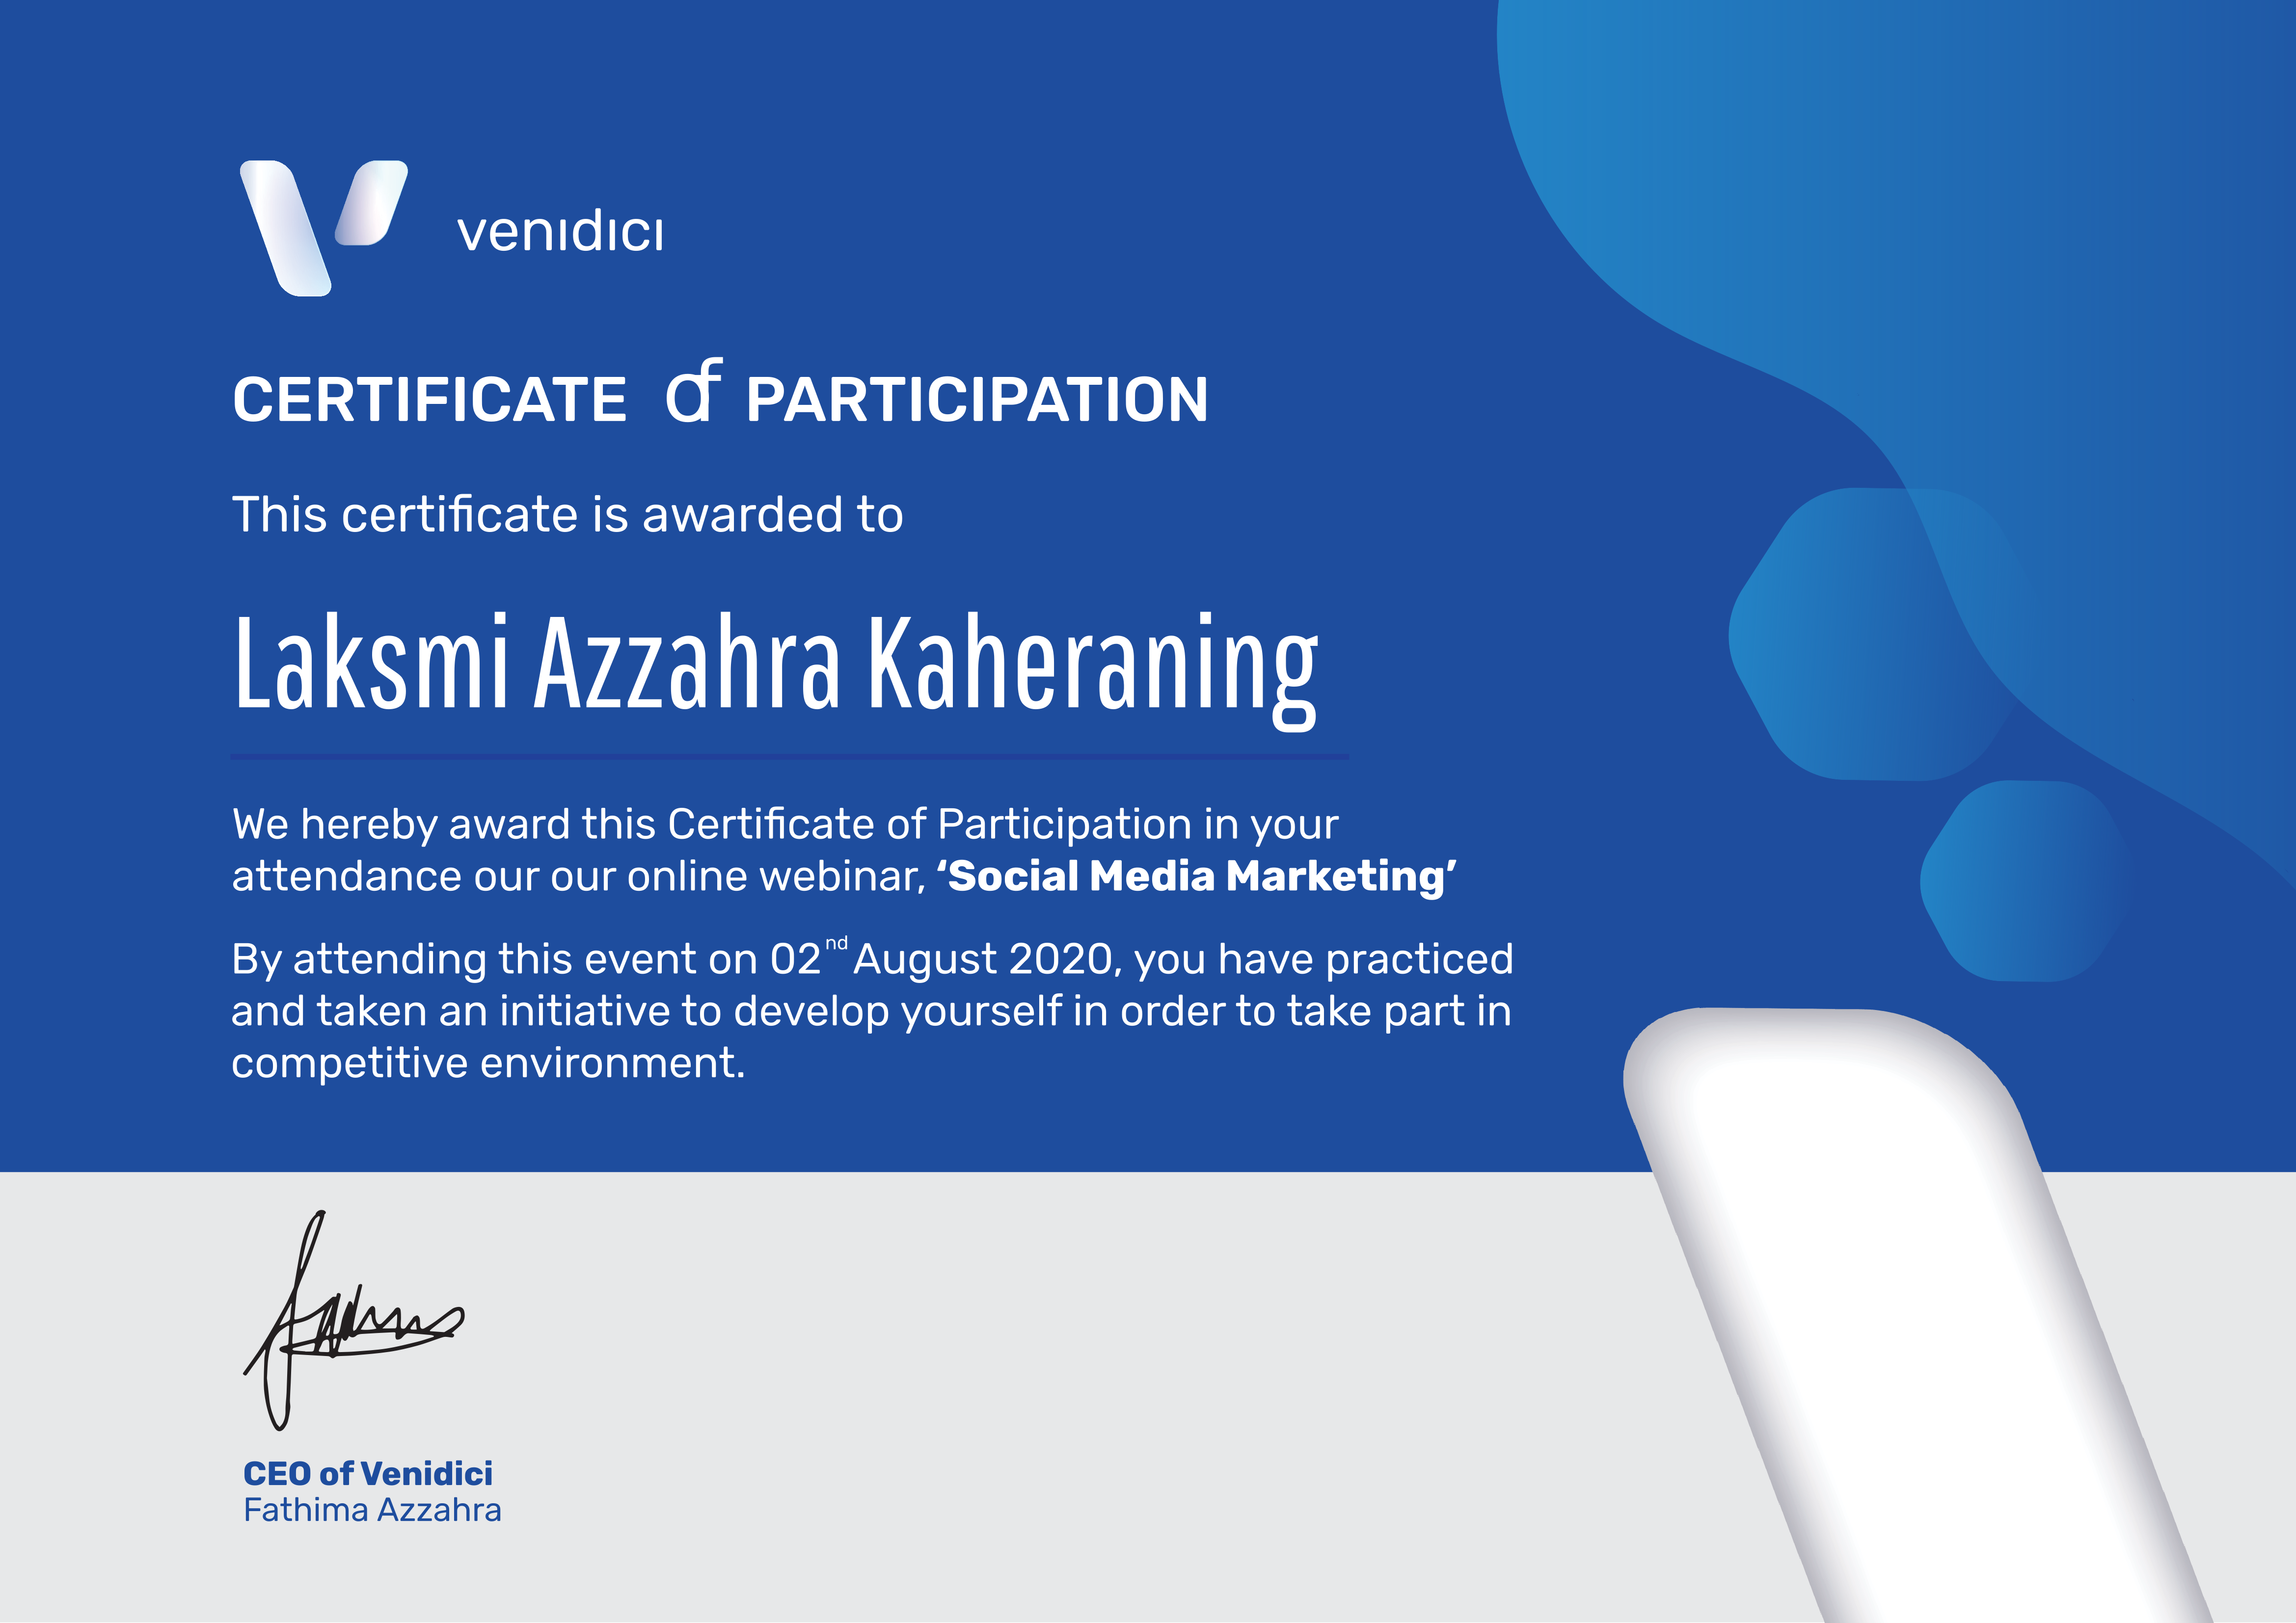 venıdıcı
CERTIFICATE of PARTICIPATION
This certificate is awarded to
Laksmi Azzahra Kaheraning
We hereby award this Certificate of Participation in your
attendance our our online webinar, ‘Social Media Marketing’
By attending this event on 02nd August 2020, you have practiced
and taken an initiative to develop yourself in order to take part in
competitive environment.
CEO of Venidici
Fathima Azzahra